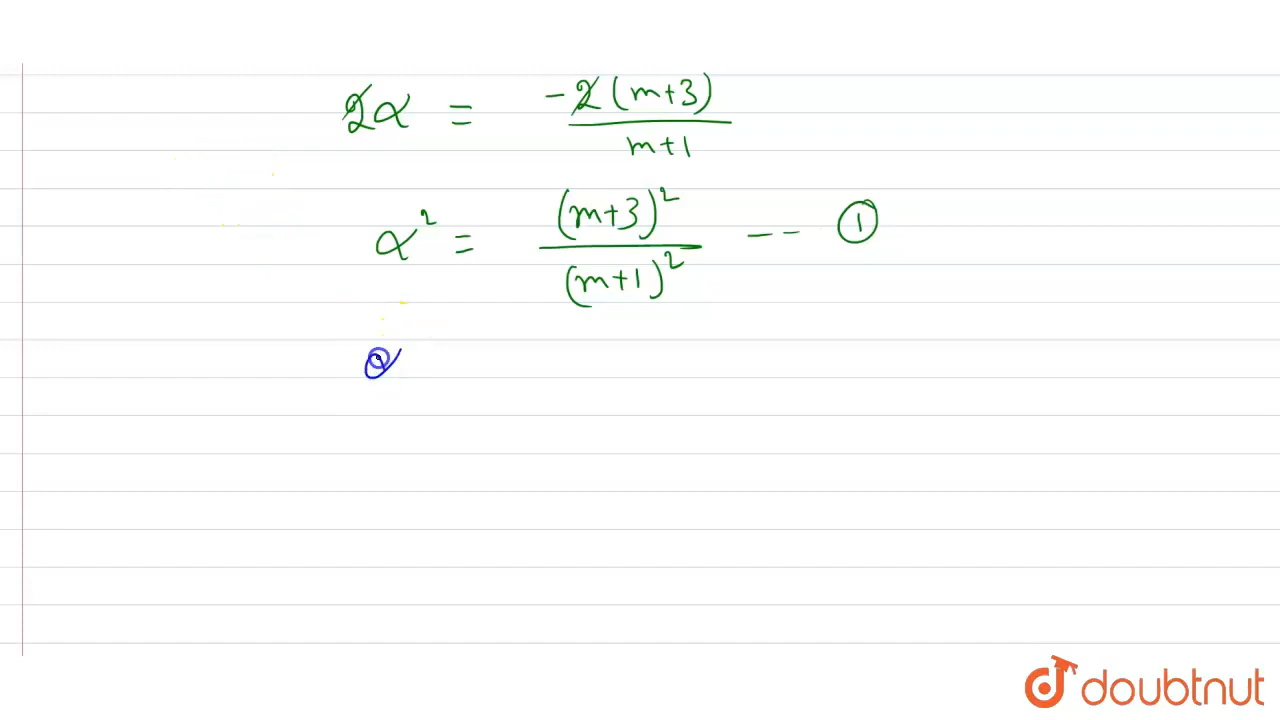 2α = -2(m+3)/m+1
α² = (m+3)²/(m+1)² -- ①
α
doubtnut